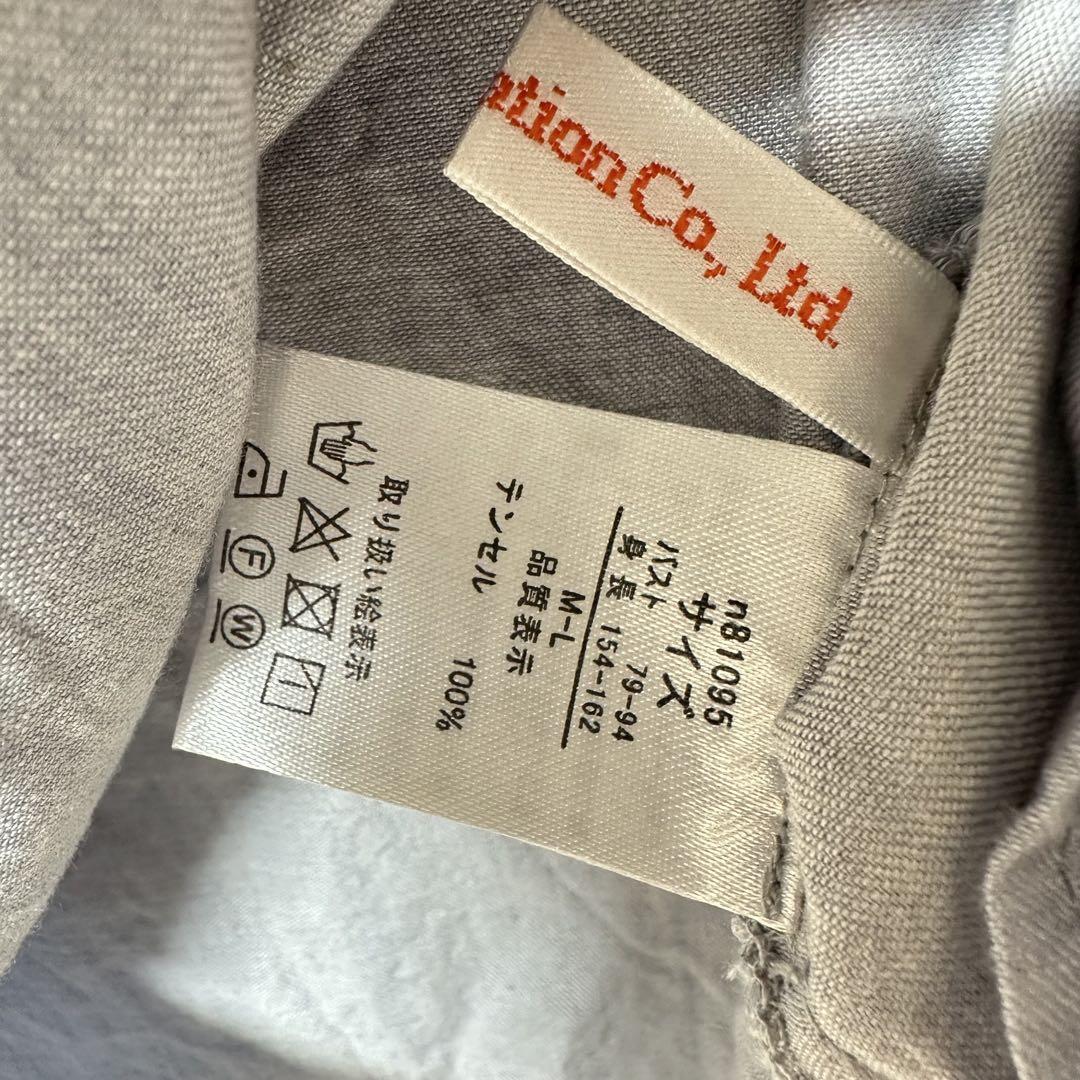 ationCo., Ltd.
n81095
サイズ
バスト 79-94
身長 154-162
M-L
品質表示
テンセル 100%
取り扱い絵表示
F
W